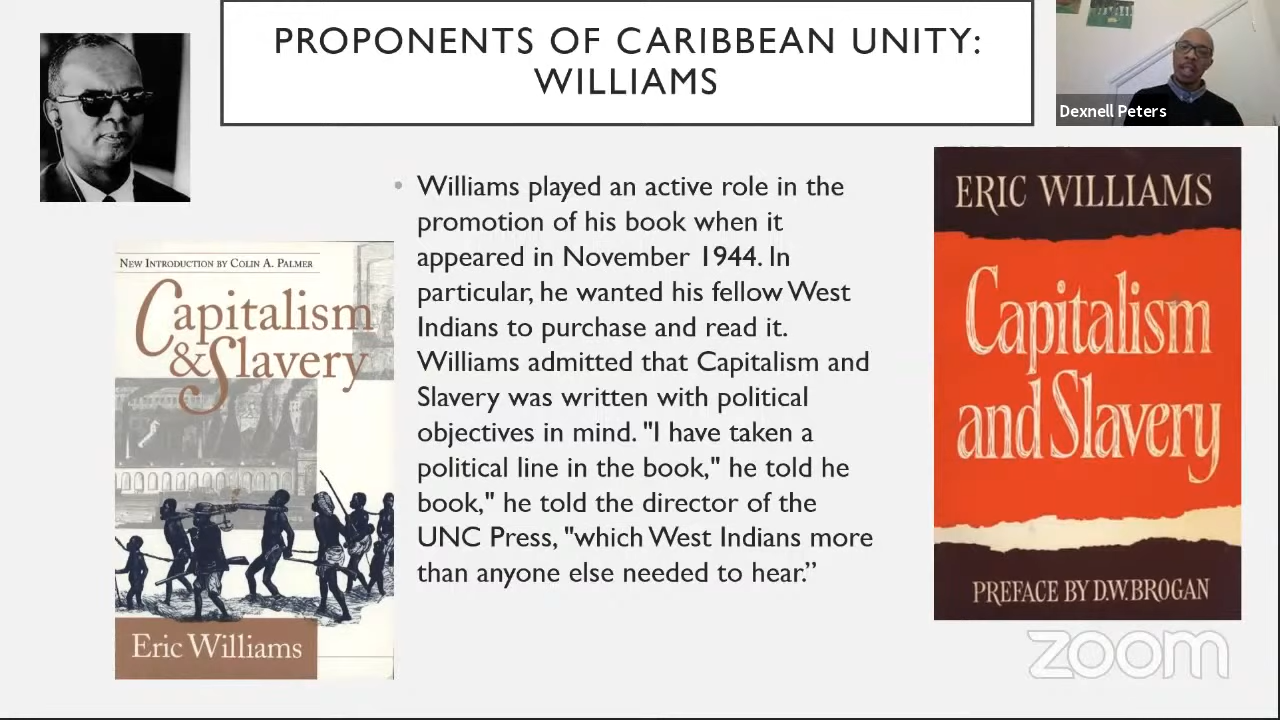 PROPONENTS OF CARIBBEAN UNITY:
WILLIAMS
Dexnell Peters
NEW INTRODUCTION BY COLIN A. PALMER
Capitalism
& Slavery
Eric Williams
• Williams played an active role in the
promotion of his book when it
appeared in November 1944. In
particular, he wanted his fellow West
Indians to purchase and read it.
Williams admitted that Capitalism and
Slavery was written with political
objectives in mind. "I have taken a
political line in the book," he told he
book," he told the director of the
UNC Press, "which West Indians more
than anyone else needed to hear.”
ERIC WILLIAMS
Capitalism
and Slavery
PREFACE BY D.W. BROGAN
zoom